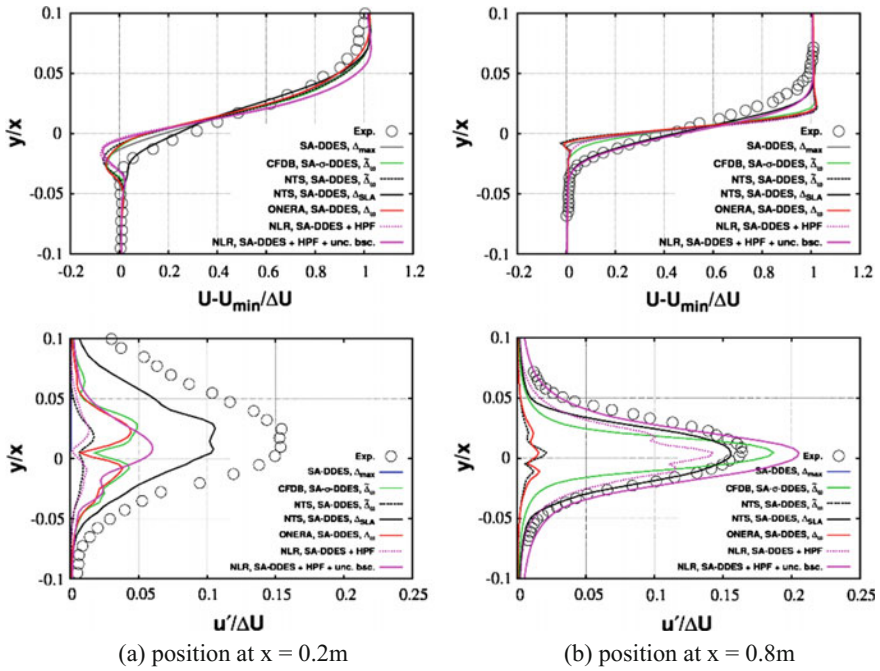 0.1
0.05
0
-0.05
-0.1
y/x
Exp.
SA-DDES, Δmax
CFDB, SA-σ-DDES, Δ̃ω
NTS, SA-DDES, Δ̃ω
NTS, SA-DDES, ΔSLA
ONERA, SA-DDES, Δω
NLR, SA-DDES + HPF
NLR, SA-DDES + HPF + unc. bsc.
-0.2 0 0.2 0.4 0.6 0.8 1
U-Umin/ΔU
0.1
0.05
0
-0.05
-0.1
y/x
Exp.
SA-DDES, Δmax
CFDB, SA-σ-DDES, Δ̃ω
NTS, SA-DDES, Δ̃ω
NTS, SA-DDES, ΔSLA
ONERA, SA-DDES, Δω
NLR, SA-DDES + HPF
NLR, SA-DDES + HPF + unc. bsc.
-0.2 0 0.2 0.4 0.6 0.8 1 1.2
U-Umin/ΔU
0.1
0.05
0
-0.05
-0.1
y/x
Exp.
SA-DDES, Δmax
CFDB, SA-σ-DDES, Δ̃ω
NTS, SA-DDES, Δ̃ω
NTS, SA-DDES, ΔSLA
ONERA, SA-DDES, Δω
NLR, SA-DDES + HPF
NLR, SA-DDES + HPF + unc. bsc.
0 0.05 0.1 0.15 0.2 0.25
u′/ΔU
0.1
0.05
0
-0.05
-0.1
y/x
Exp.
SA-DDES, Δmax
CFDB, SA-σ-DDES, Δ̃ω
NTS, SA-DDES, Δ̃ω
NTS, SA-DDES, ΔSLA
ONERA, SA-DDES, Δω
NLR, SA-DDES + HPF
NLR, SA-DDES + HPF + unc. bsc.
0 0.05 0.1 0.15 0.2 0.25
u′/ΔU
(a) position at x = 0.2m
(b) position at x = 0.8m